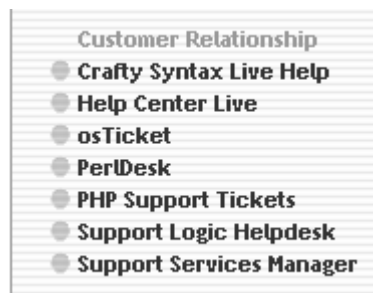 Customer Relationship
Crafty Syntax Live Help
Help Center Live
osTicket
PerlDesk
PHP Support Tickets
Support Logic Helpdesk
Support Services Manager